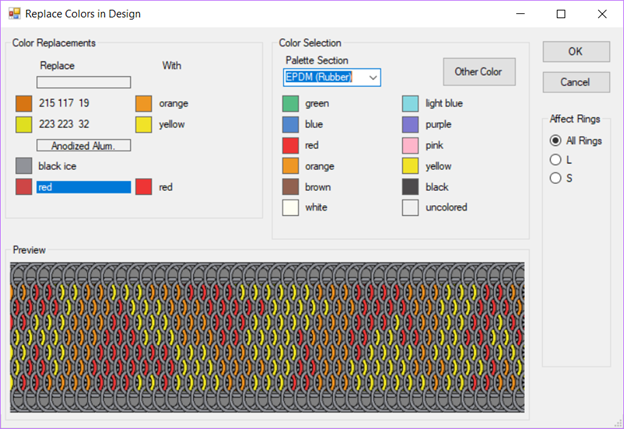 Replace Colors in Design
Color Replacements
Replace With
215 117 19 orange
223 223 32 yellow
Anodized Alum.
black ice
red red
Color Selection
Palette Section
EPDM (Rubber)
Other Color
green light blue
blue purple
red pink
orange yellow
brown black
white uncolored
OK
Cancel
Affect Rings
All Rings
L
S
Preview